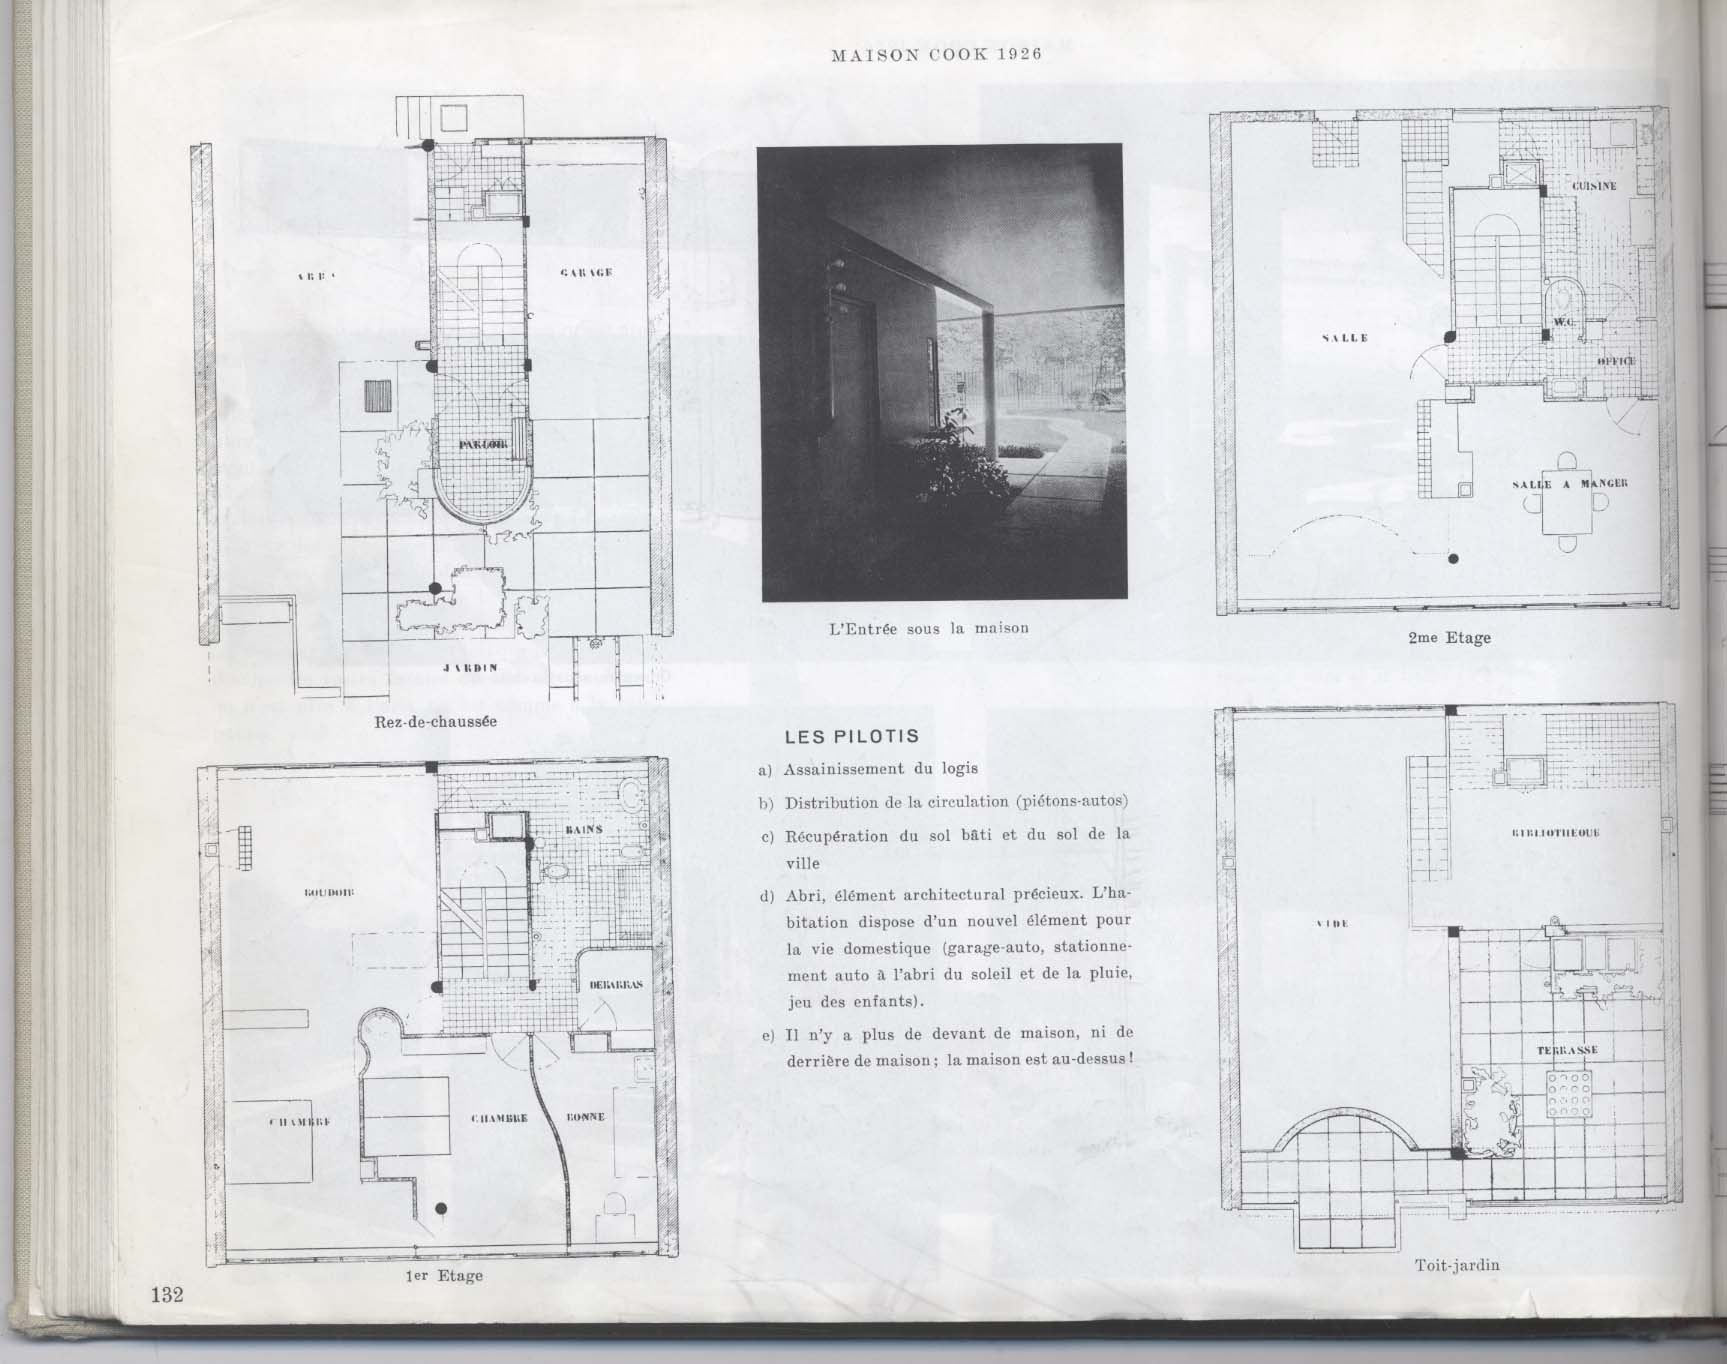 MAISON COOK 1926
GARAGE
PARLOIR
JARDIN
Rez-de-chaussée
L'Entrée sous la maison
CUISINE
W.C.
SALLE
OFFICE
SALLE A MANGER
2me Etage
BAINS
BOUDOIR
DEBARRAS
CHAMBRE
CHAMBRE
BONNE
1er Etage
LES PILOTIS
a) Assainissement du logis
b) Distribution de la circulation (piétons-autos)
c) Récupération du sol bâti et du sol de la
ville
d) Abri, élément architectural précieux. L'ha-
bitation dispose d'un nouvel élément pour
la vie domestique (garage-auto, stationne-
ment auto à l'abri du soleil et de la pluie,
jeu des enfants).
e) Il n'y a plus de devant de maison, ni de
derrière de maison; la maison est au-dessus!
BIBLIOTHEQUE
VIDE
TERRASSE
Toit-jardin
132